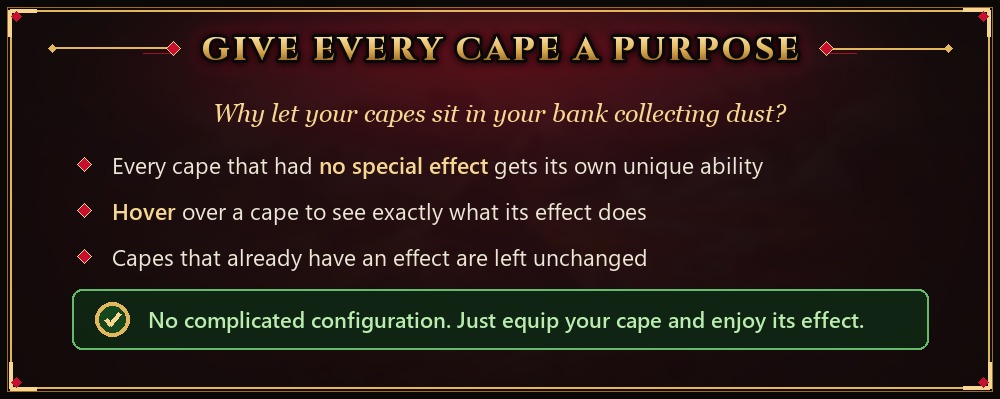 GIVE EVERY CAPE A PURPOSE
Why let your capes sit in your bank collecting dust?
Every cape that had no special effect gets its own unique ability
Hover over a cape to see exactly what its effect does
Capes that already have an effect are left unchanged
No complicated configuration. Just equip your cape and enjoy its effect.